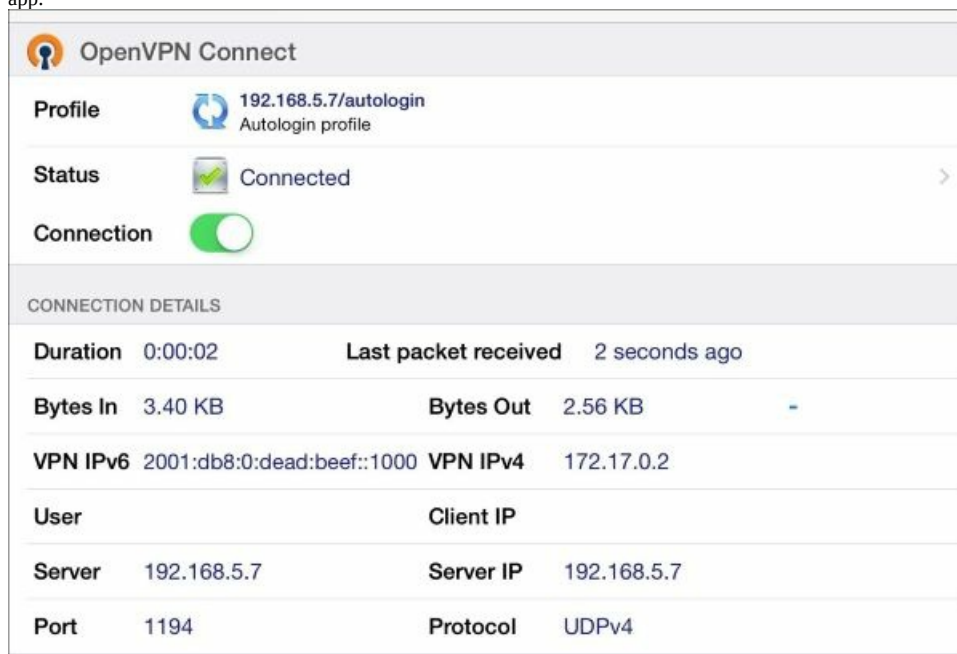 app.
OpenVPN Connect
Profile 192.168.5.7/autologin
Autologin profile
Status Connected
Connection
CONNECTION DETAILS
Duration 0:00:02 Last packet received 2 seconds ago
Bytes In 3.40 KB Bytes Out 2.56 KB -
VPN IPv6 2001:db8:0:dead:beef::1000 VPN IPv4 172.17.0.2
User Client IP
Server 192.168.5.7 Server IP 192.168.5.7
Port 1194 Protocol UDPv4